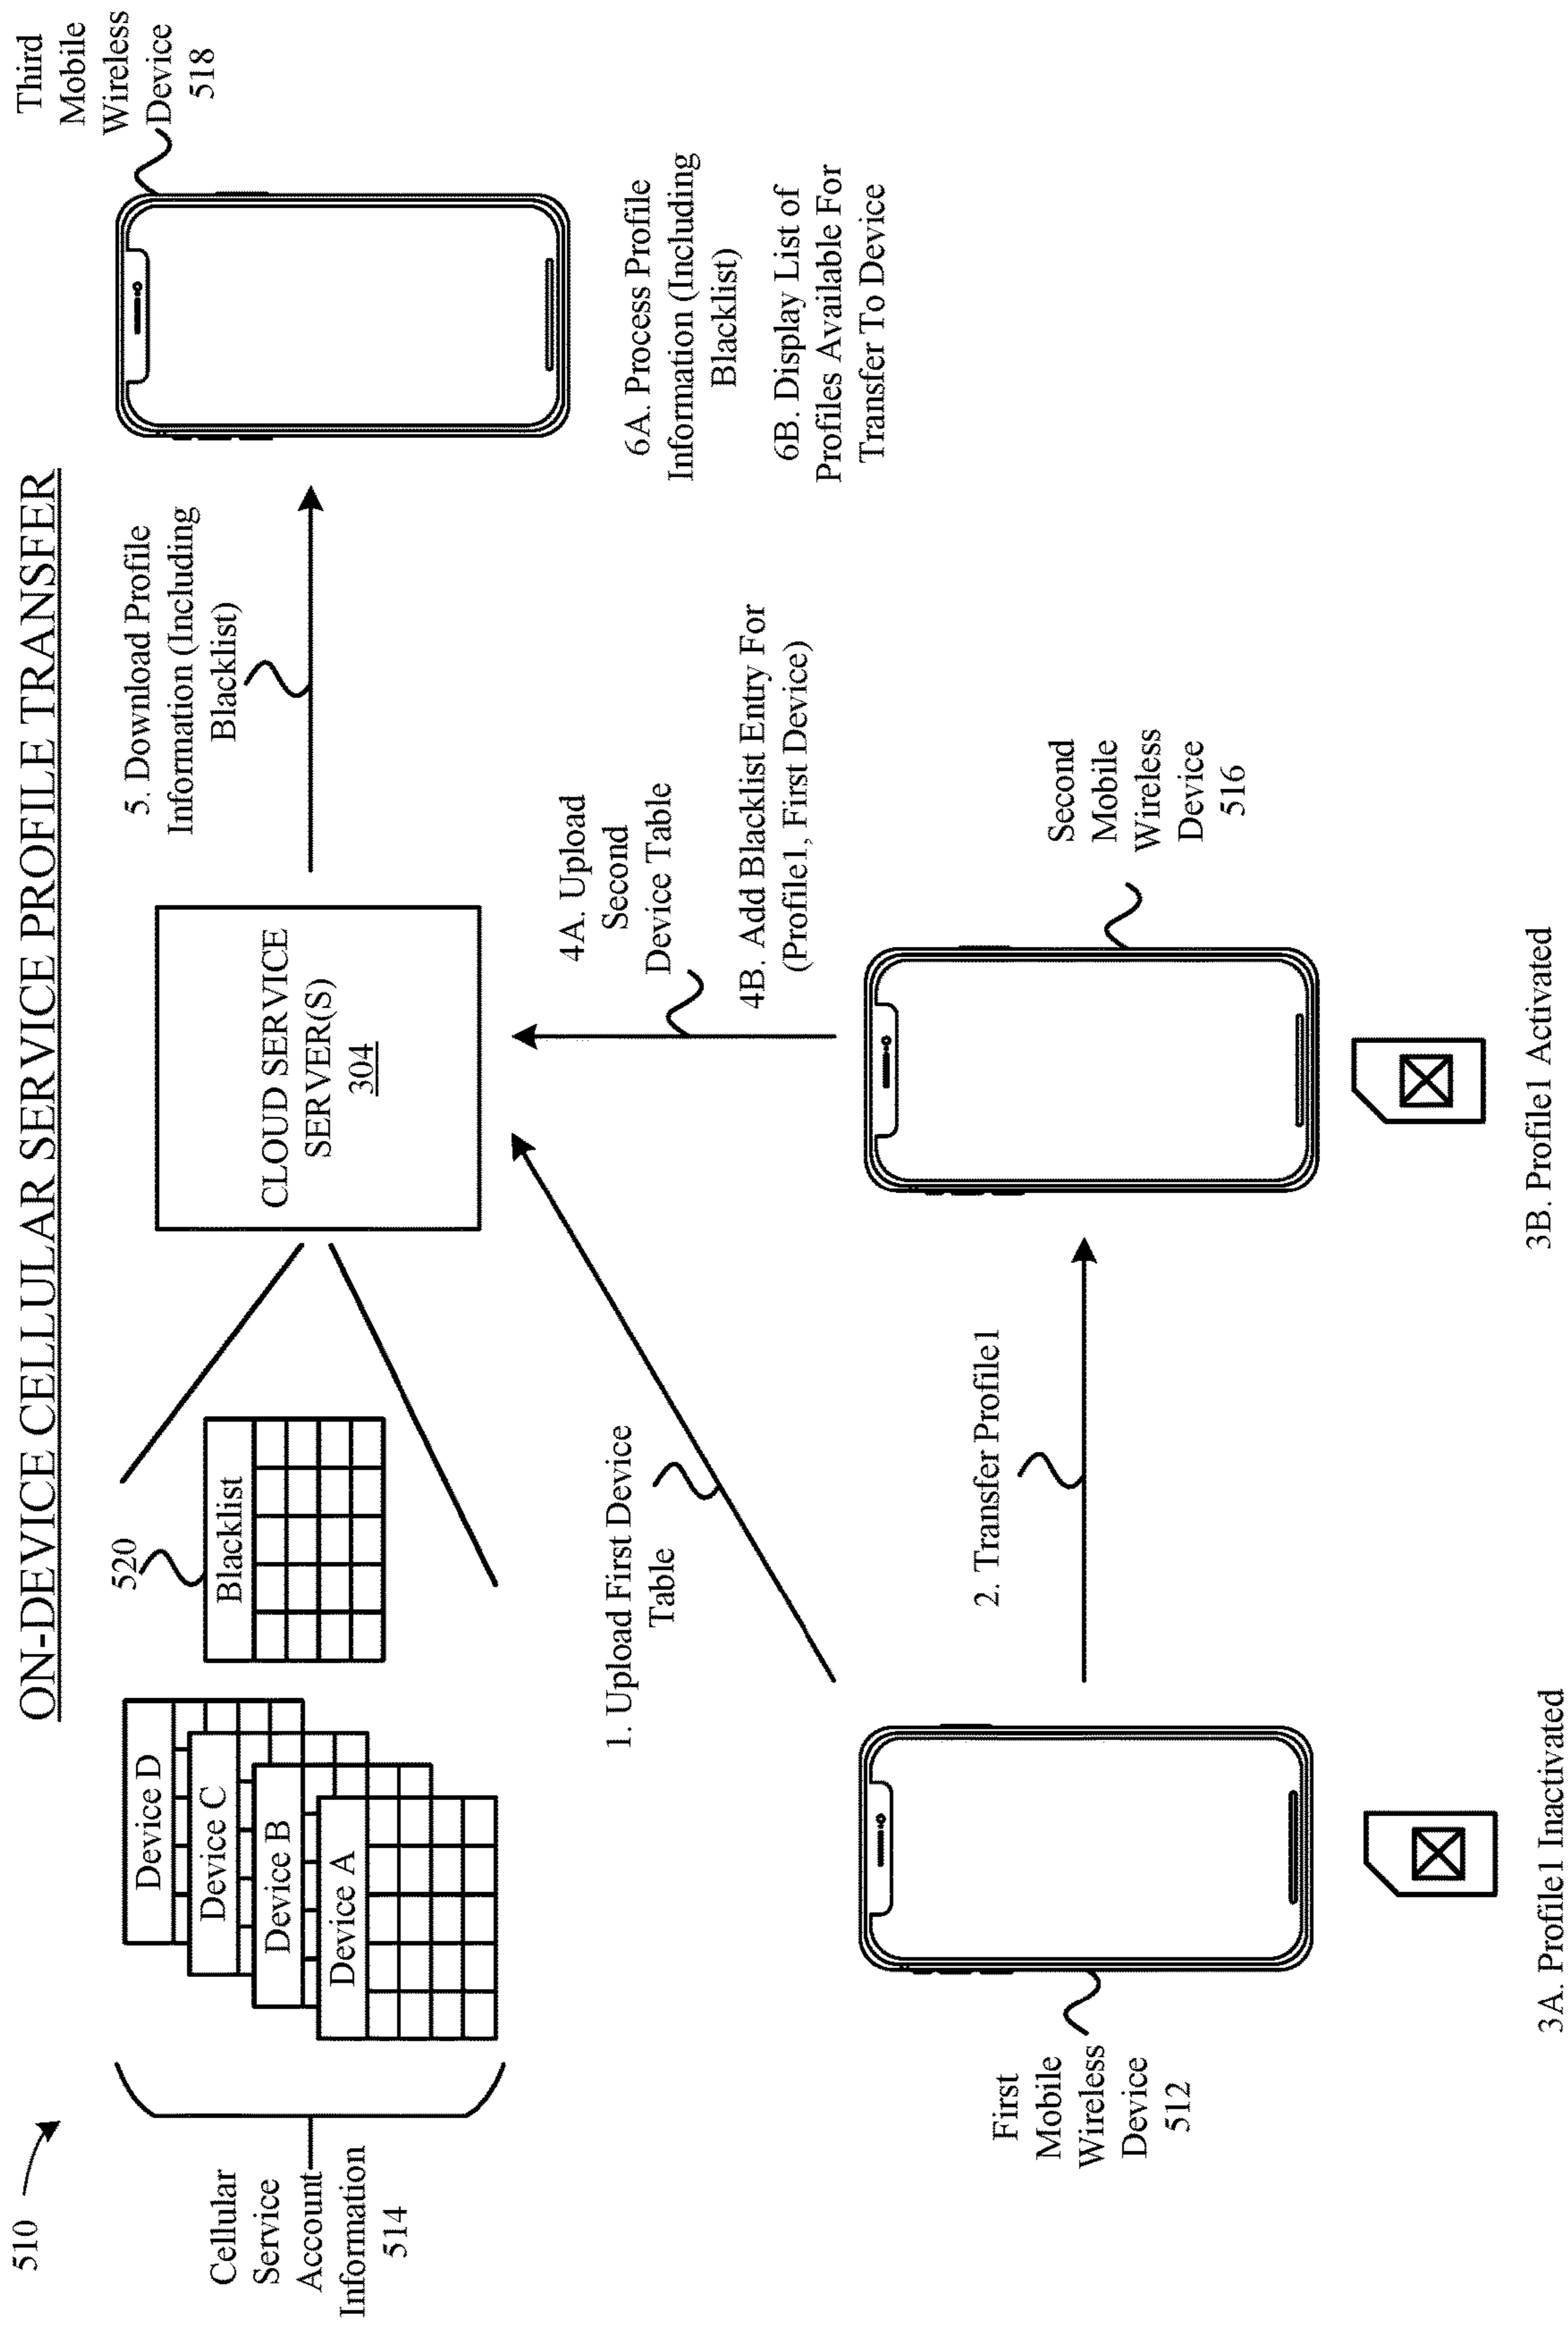 ON-DEVICE CELLULAR SERVICE PROFILE TRANSFER
510
Cellular
Service
Account
Information
514
Device D
Device C
Device B
Device A
520
Blacklist
CLOUD SERVICE
SERVER(S)
304
5. Download Profile
Information (Including
Blacklist)
Third
Mobile
Wireless
Device
518
6A. Process Profile
Information (Including
Blacklist)
6B. Display List of
Profiles Available For
Transfer To Device
1. Upload First Device
Table
4A. Upload
Second
Device Table
4B. Add Blacklist Entry For
(Profile1, First Device)
First
Mobile
Wireless
Device
512
2. Transfer Profile1
Second
Mobile
Wireless
Device
516
3A. Profile1 Inactivated
3B. Profile1 Activated